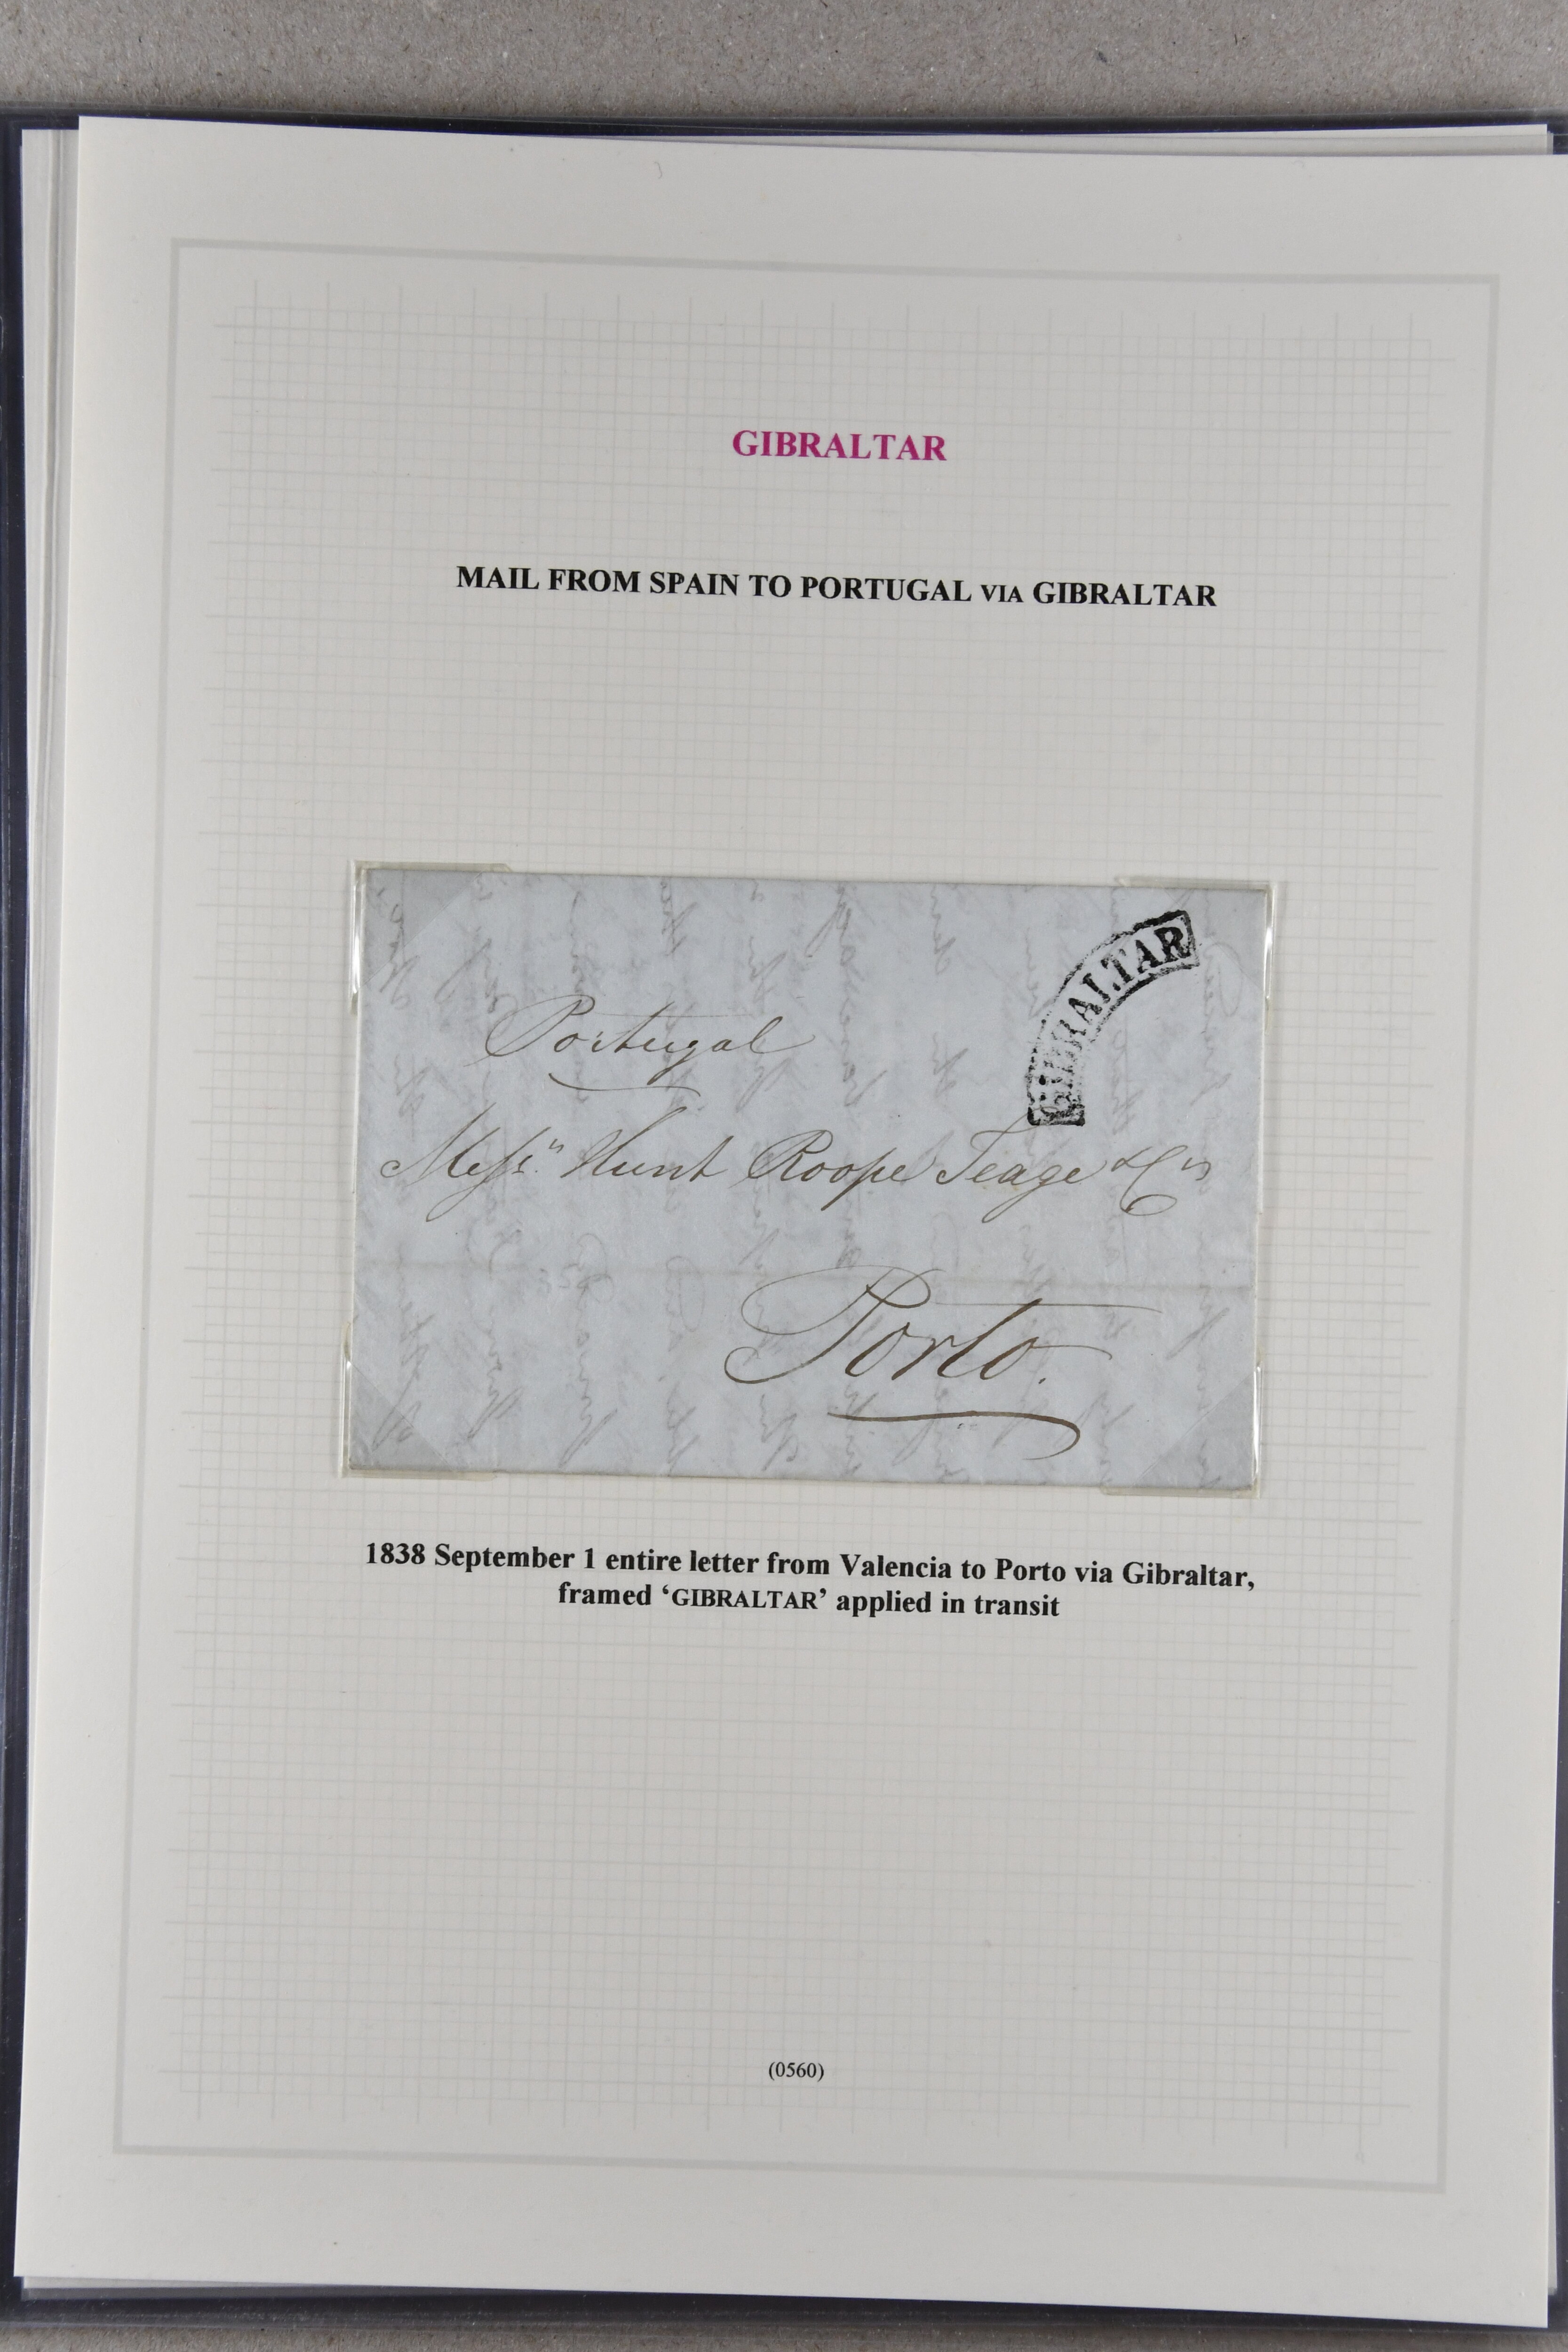 GIBRALTAR
MAIL FROM SPAIN TO PORTUGAL VIA GIBRALTAR
GIBRALTAR
Portugal
Messrs Hunt Roope Teage & Co
Porto.
1838 September 1 entire letter from Valencia to Porto via Gibraltar,
framed ‘GIBRALTAR’ applied in transit
(0560)